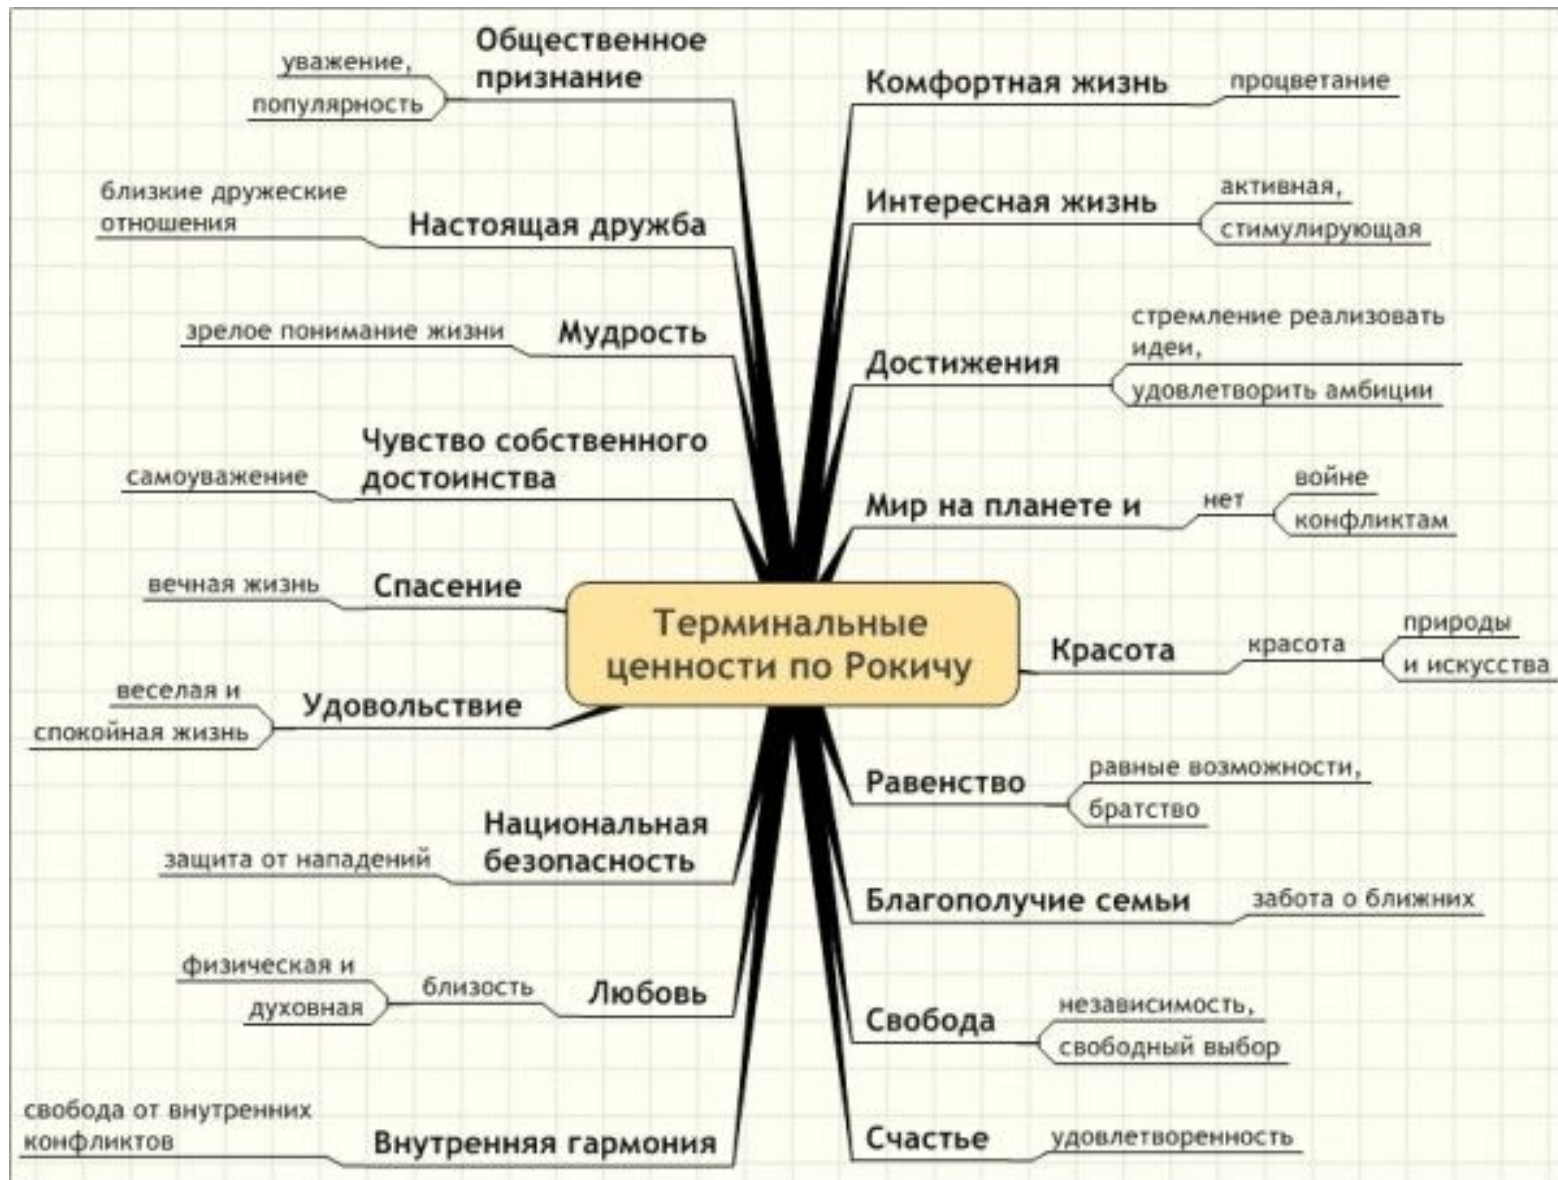 Терминальные
ценности по Рокичу
Комфортная жизнь
процветание
Интересная жизнь
активная,
стимулирующая
Достижения
стремление реализовать
идеи,
удовлетворить амбиции
Мир на планете и
нет
войне
конфликтам
Красота
красота
природы
и искусства
Равенство
равные возможности,
братство
Благополучие семьи
забота о ближних
Свобода
независимость,
свободный выбор
Счастье
удовлетворенность
Общественное
признание
уважение,
популярность
Настоящая дружба
близкие дружеские
отношения
Мудрость
зрелое понимание жизни
Чувство собственного
достоинства
самоуважение
Спасение
вечная жизнь
Удовольствие
веселая и
спокойная жизнь
Национальная
безопасность
защита от нападений
Любовь
близость
физическая и
духовная
Внутренняя гармония
свобода от внутренних
конфликтов